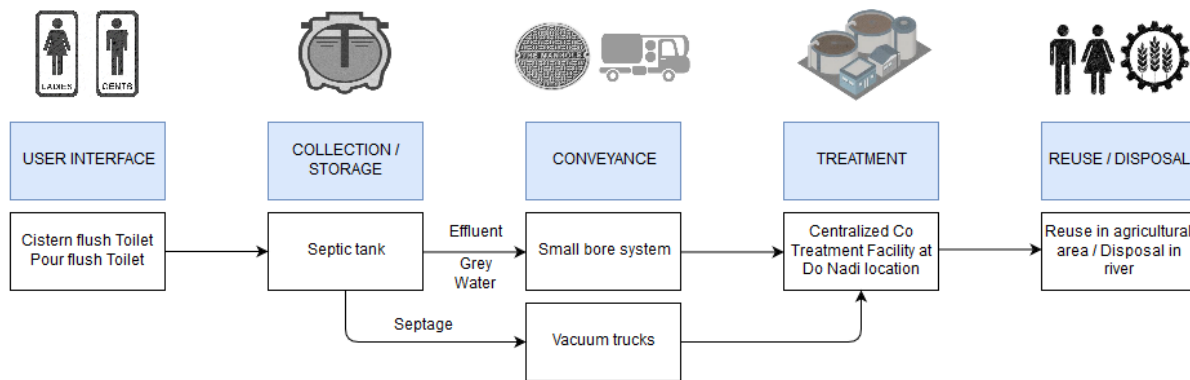 LADIES
GENTS
USER INTERFACE
COLLECTION /
STORAGE
CONVEYANCE
TREATMENT
REUSE / DISPOSAL
Cistern flush Toilet
Pour flush Toilet
Septic tank
Effluent
Grey
Water
Small bore system
Centralized Co
Treatment Facility at
Do Nadi location
Reuse in agricultural
area / Disposal in
river
Septage
Vacuum trucks